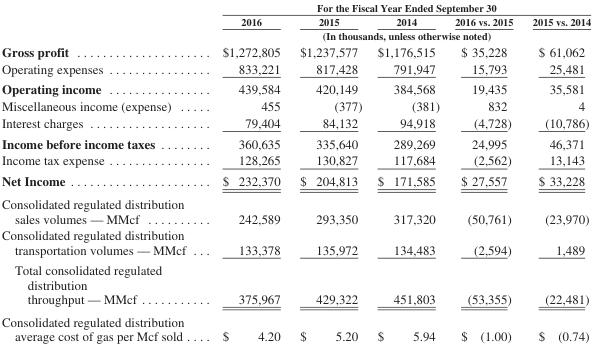 For the Fiscal Year Ended September 30
2016 2015 2014 2016 vs. 2015 2015 vs. 2014
(In thousands, unless otherwise noted)
Gross profit . . . . . . . . . . . . . . . . . . . . $1,272,805 $1,237,577 $1,176,515 $ 35,228 $ 61,062
Operating expenses . . . . . . . . . . . . . . . 833,221 817,428 791,947 15,793 25,481
Operating income . . . . . . . . . . . . . . . . 439,584 420,149 384,568 19,435 35,581
Miscellaneous income (expense) . . . . . 455 (377) (381) 832 4
Interest charges . . . . . . . . . . . . . . . . . . 79,404 84,132 94,918 (4,728) (10,786)
Income before income taxes . . . . . . . . 360,635 335,640 289,269 24,995 46,371
Income tax expense . . . . . . . . . . . . . . . 128,265 130,827 117,684 (2,562) 13,143
Net Income . . . . . . . . . . . . . . . . . . . . . $ 232,370 $ 204,813 $ 171,585 $ 27,557 $ 33,228
Consolidated regulated distribution
sales volumes — MMcf . . . . . . . . . . 242,589 293,350 317,320 (50,761) (23,970)
Consolidated regulated distribution
transportation volumes — MMcf . . . 133,378 135,972 134,483 (2,594) 1,489
Total consolidated regulated
distribution
throughput — MMcf . . . . . . . . . . . 375,967 429,322 451,803 (53,355) (22,481)
Consolidated regulated distribution
average cost of gas per Mcf sold . . . . $ 4.20 $ 5.20 $ 5.94 $ (1.00) $ (0.74)